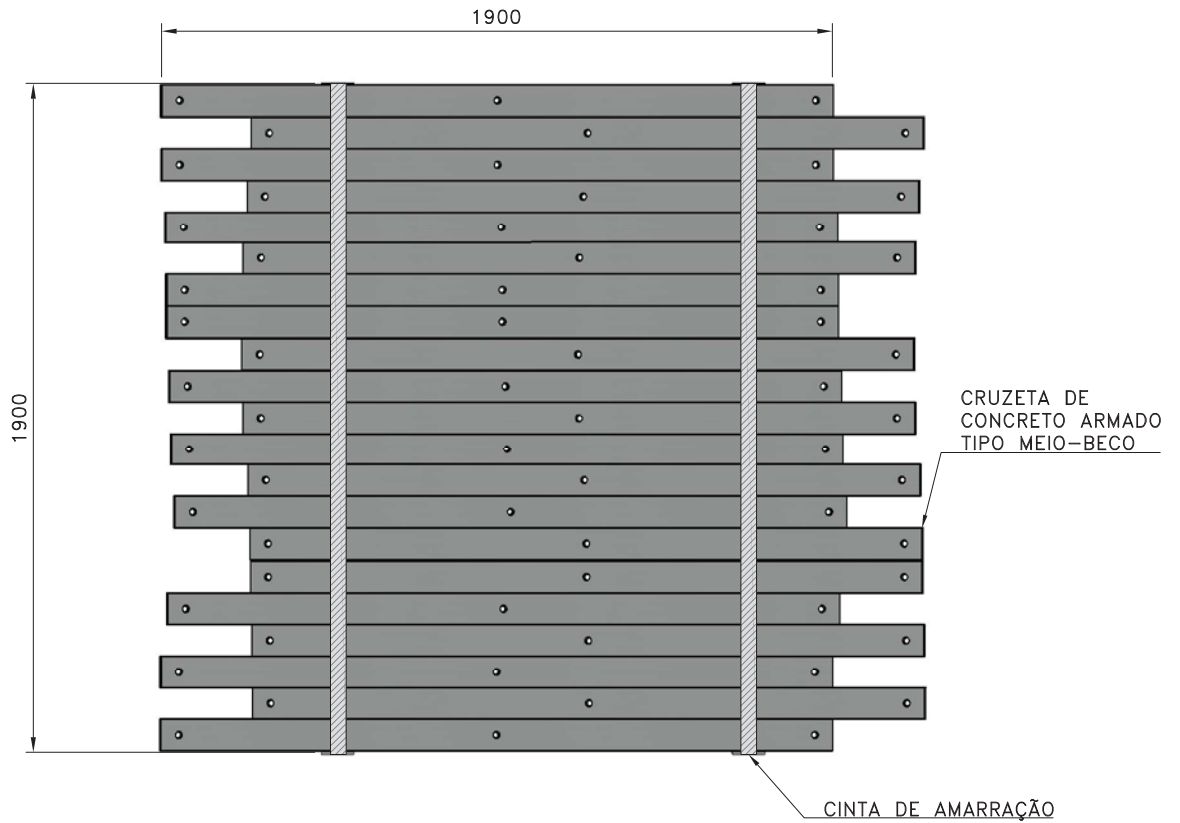 1900
1900
CRUZETA DE
CONCRETO ARMADO
TIPO MEIO-BECO
CINTA DE AMARRAÇÃO